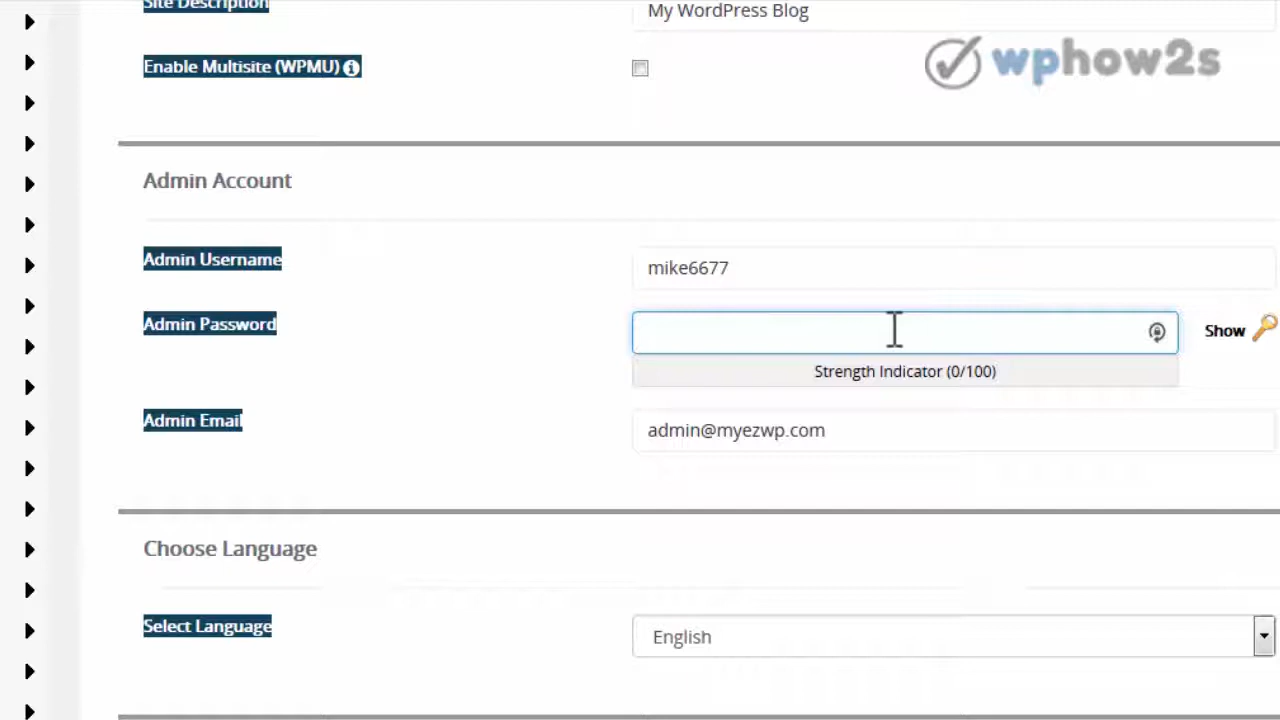 Site Description
My WordPress Blog
Enable Multisite (WPMU)
wphow2s
Admin Account
Admin Username
mike6677
Admin Password
Show
Strength Indicator (0/100)
Admin Email
admin@myezwp.com
Choose Language
Select Language
English